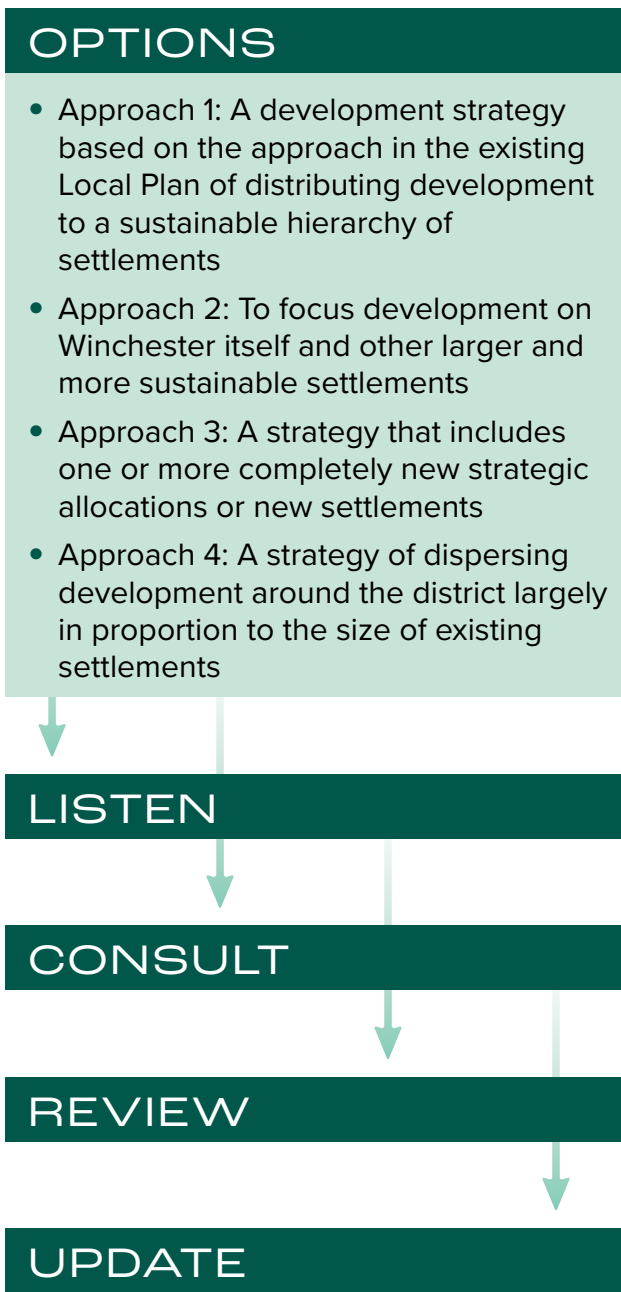 OPTIONS
• Approach 1: A development strategy
based on the approach in the existing
Local Plan of distributing development
to a sustainable hierarchy of
settlements
• Approach 2: To focus development on
Winchester itself and other larger and
more sustainable settlements
• Approach 3: A strategy that includes
one or more completely new strategic
allocations or new settlements
• Approach 4: A strategy of dispersing
development around the district largely
in proportion to the size of existing
settlements
LISTEN
CONSULT
REVIEW
UPDATE